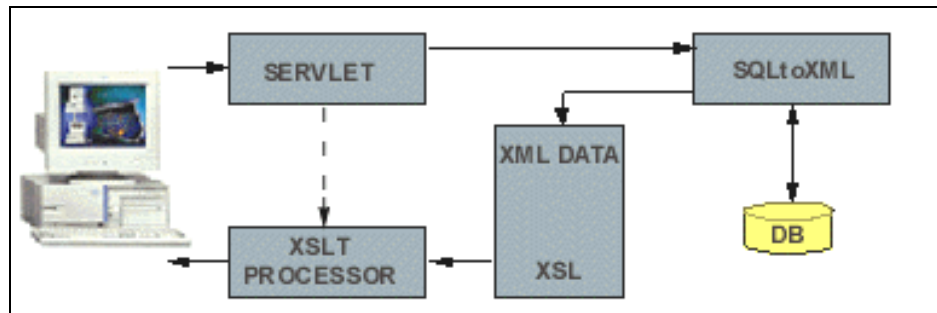 SERVLET
SQLtoXML
XML DATA
XSL
DB
XSLT
PROCESSOR